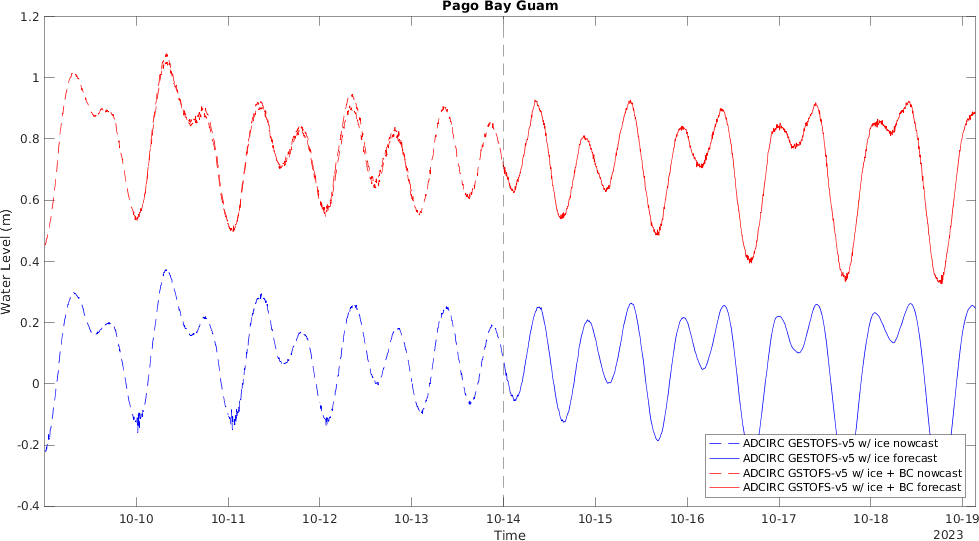 Pago Bay Guam
1.2
1
0.8
0.6
0.4
0.2
0
-0.2
-0.4
Water Level (m)
ADCIRC GESTOFS-v5 w/ ice nowcast
ADCIRC GESTOFS-v5 w/ ice forecast
ADCIRC GSTOFS-v5 w/ ice + BC nowcast
ADCIRC GSTOFS-v5 w/ ice + BC forecast
10-10 10-11 10-12 10-13 10-14 10-15 10-16 10-17 10-18 10-19
Time
2023